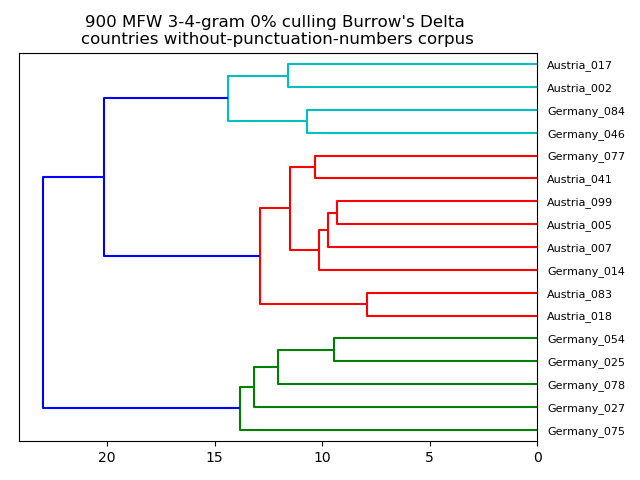 900 MFW 3-4-gram 0% culling Burrow's Delta
countries without-punctuation-numbers corpus
Austria_017
Austria_002
Germany_084
Germany_046
Germany_077
Austria_041
Austria_099
Austria_005
Austria_007
Germany_014
Austria_083
Austria_018
Germany_054
Germany_025
Germany_078
Germany_027
Germany_075
20 15 10 5 0